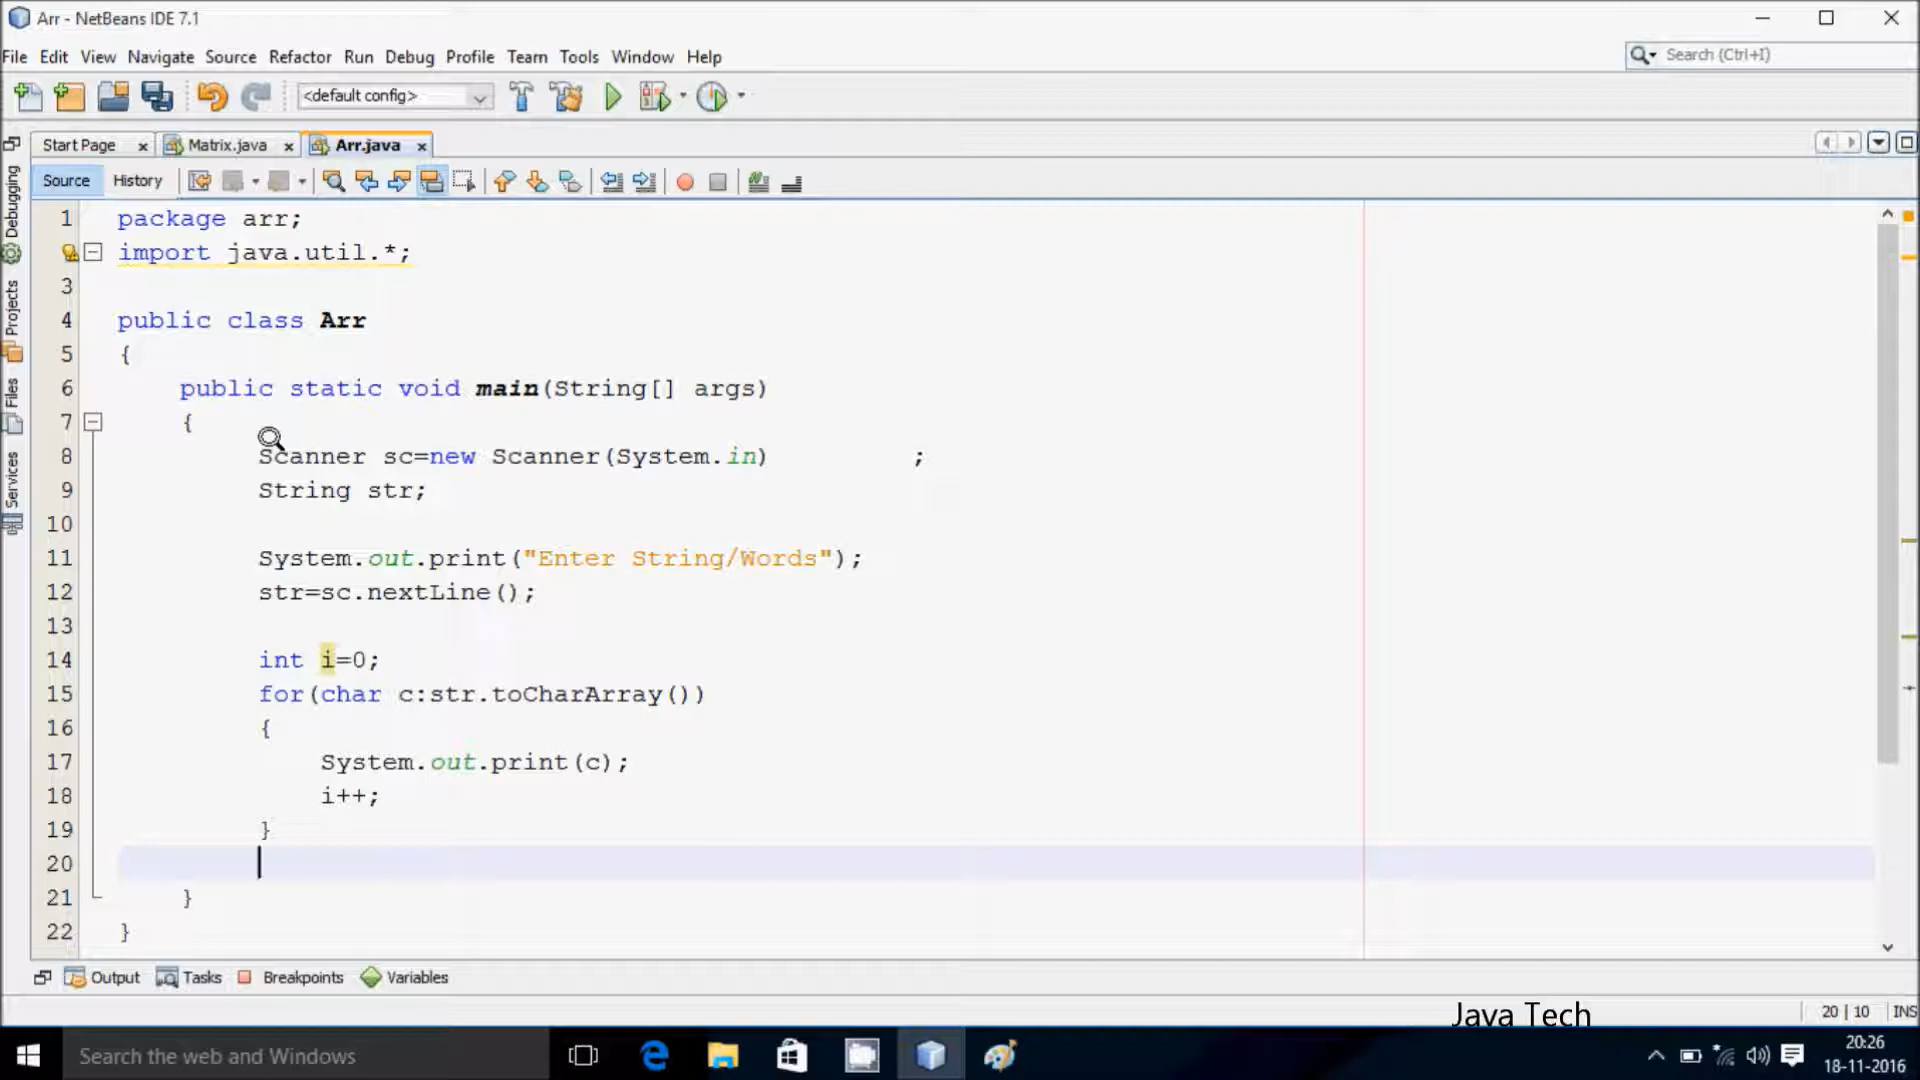 Arr - NetBeans IDE 7.1
File Edit View Navigate Source Refactor Run Debug Profile Team Tools Window Help
Search (Ctrl+I)
<default config>
Start Page Matrix.java Arr.java
Source History
Debugging
Projects
Files
Services
1 package arr;
import java.util.*;
3
4 public class Arr
5 {
6 public static void main(String[] args)
7 {
8 Scanner sc=new Scanner(System.in) ;
9 String str;
10
11 System.out.print("Enter String/Words");
12 str=sc.nextLine();
13
14 int i=0;
15 for(char c:str.toCharArray())
16 {
17 System.out.print(c);
18 i++;
19 }
20
21 }
22 }
Output Tasks Breakpoints Variables
Java Tech
20 | 10 INS
Search the web and Windows
20:26
18-11-2016